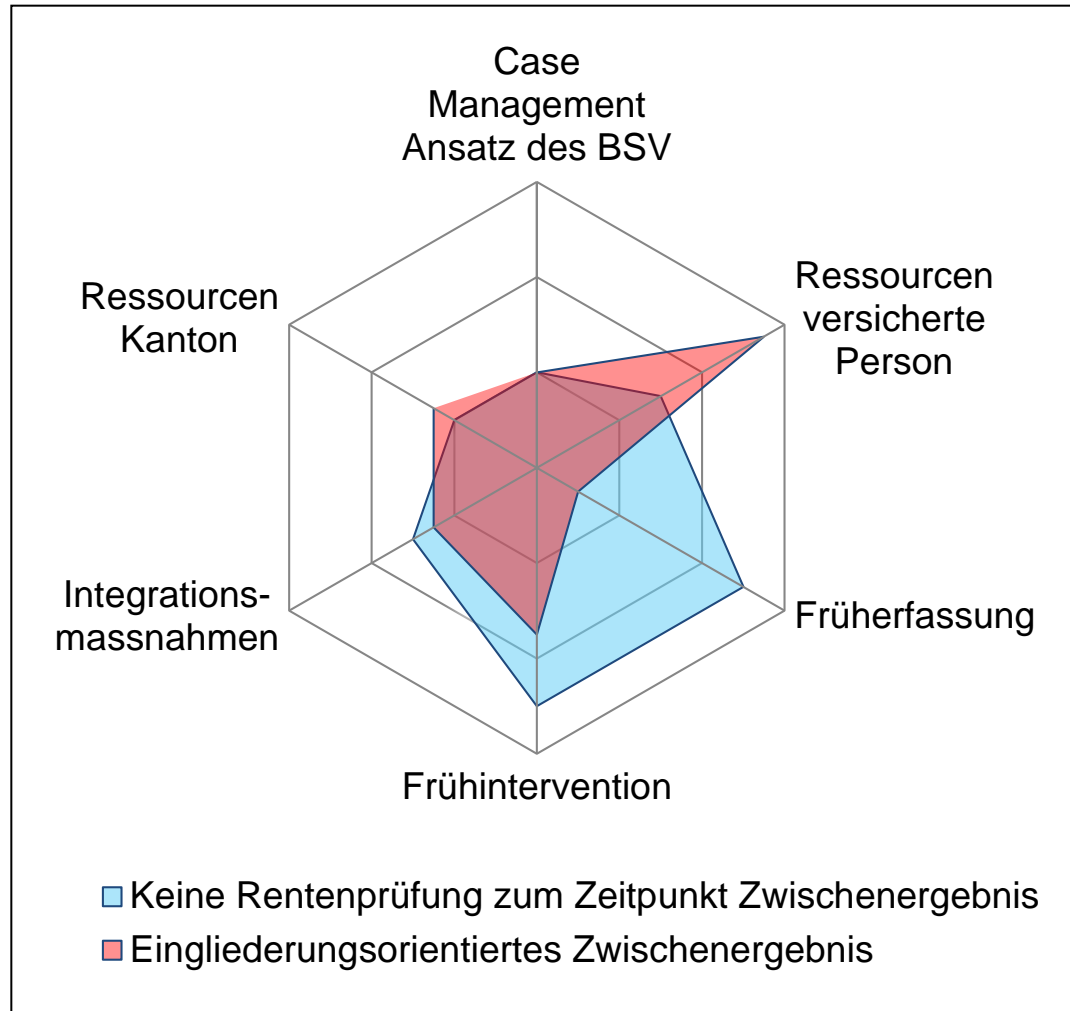 Case
Management
Ansatz des BSV
Ressourcen
versicherte
Person
Früherfassung
Frühintervention
Integrations-
massnahmen
Ressourcen
Kanton
Keine Rentenprüfung zum Zeitpunkt Zwischenergebnis
Eingliederungsorientiertes Zwischenergebnis